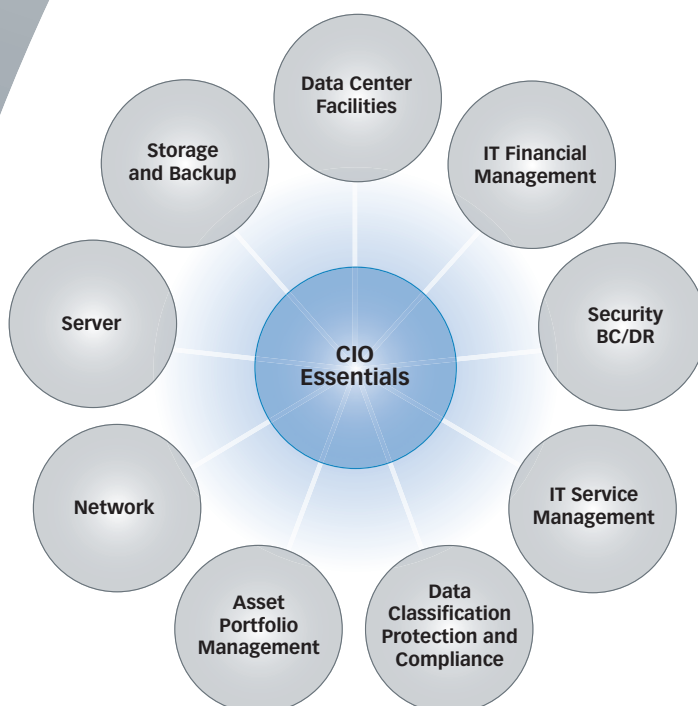 Data Center
Facilities
IT Financial
Management
Security
BC/DR
IT Service
Management
Data
Classification
Protection and
Compliance
Asset
Portfolio
Management
Network
Server
Storage
and Backup
CIO
Essentials